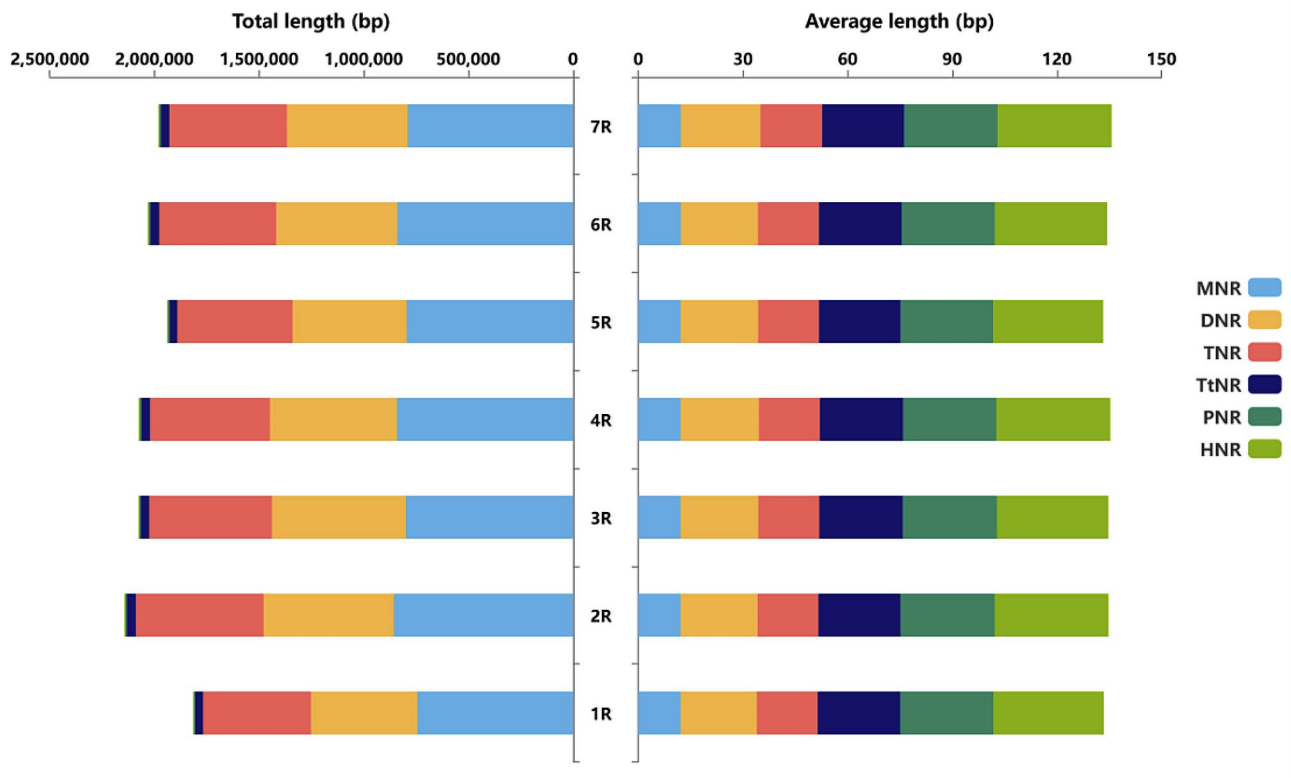 Total length (bp)
Average length (bp)
2,500,000 2,000,000 1,500,000 1,000,000 500,000 0
0 30 60 90 120 150
7R
6R
5R
4R
3R
2R
1R
MNR
DNR
TNR
TtNR
PNR
HNR